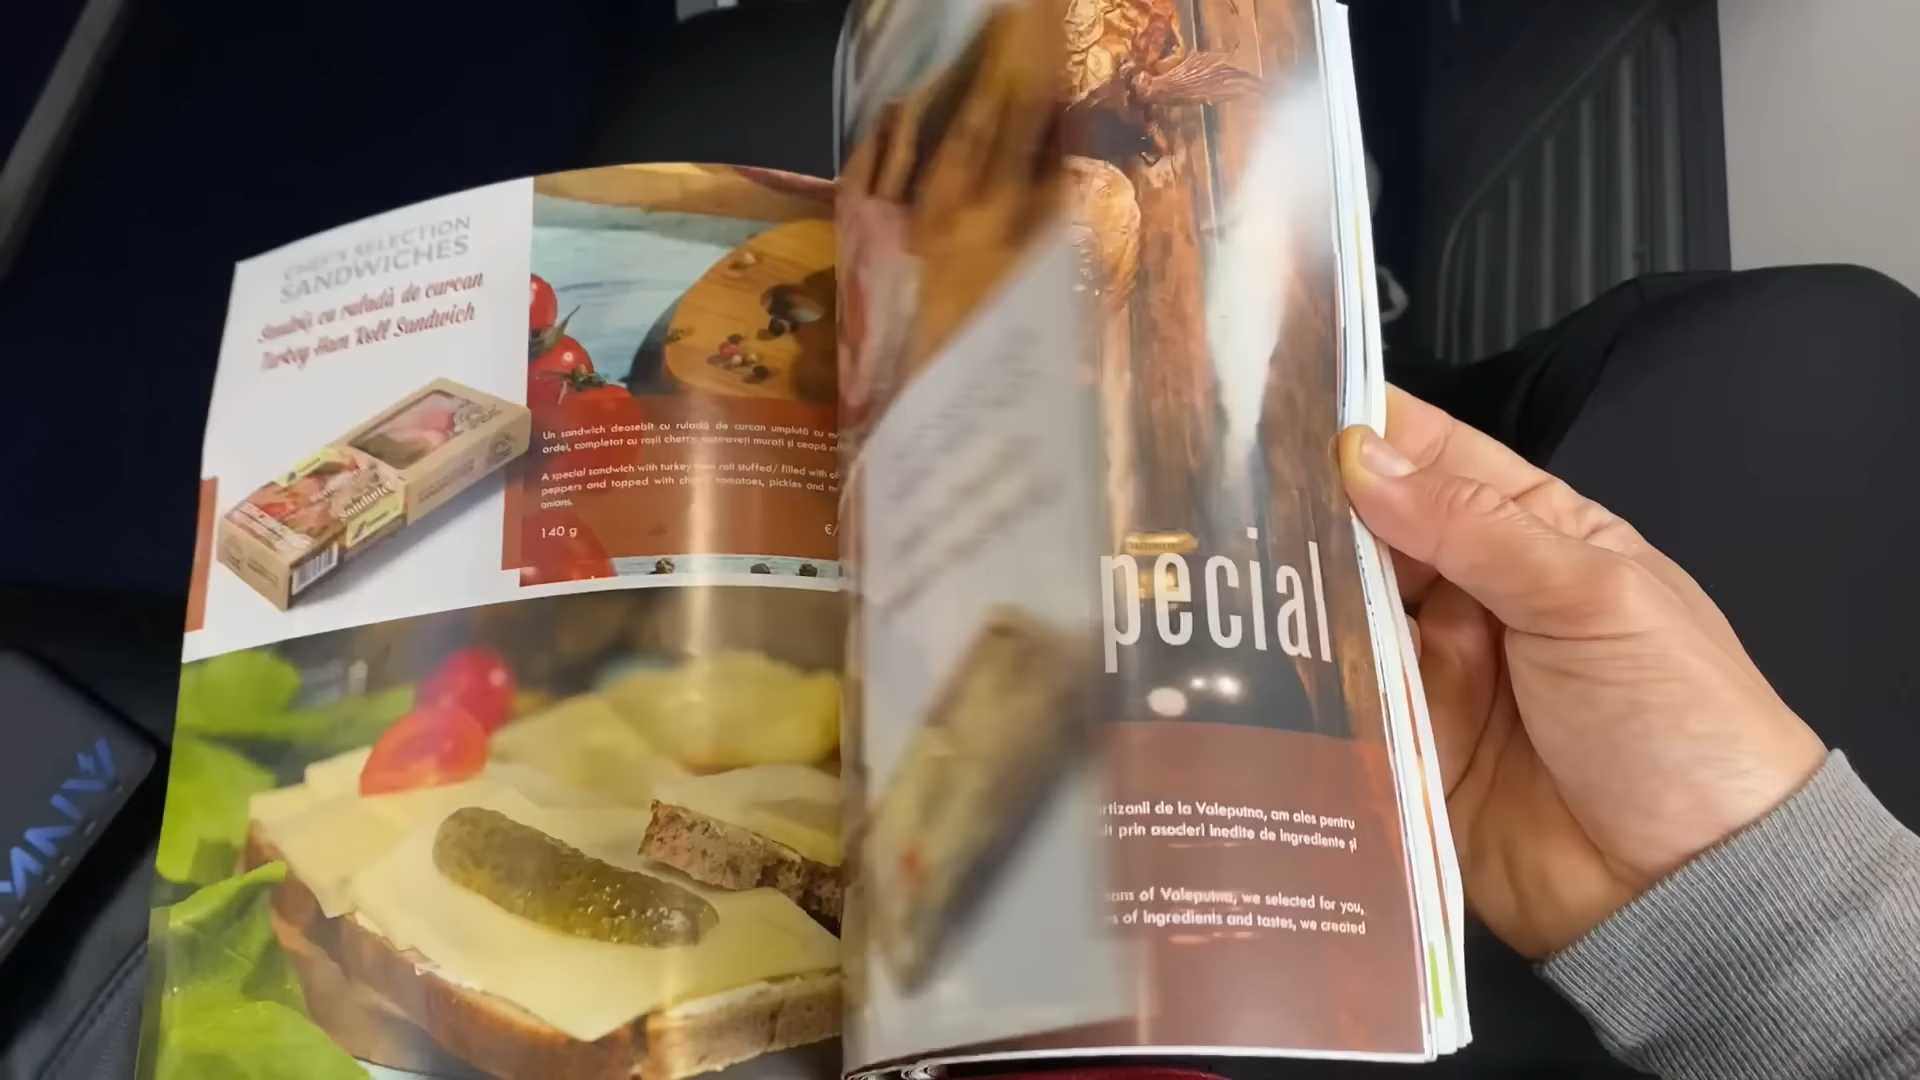 CHEF'S SELECTION
SANDWICHES
Sandviș cu ruladă de curcan
Turkey Ham Roll Sandwich
Sandwich
Un sandwich deosebit cu ruladă de curcan umplută cu
ardei, completat cu roșii cherry, castraveți murați și ceapă
A special sandwich with turkey ham roll stuffed/ filled with
peppers and topped with cherry tomatoes, pickles and
onions.
140 g
€/
pecial
rtizanii de la Valeputna, am ales pentru
prin asocieri inedite de ingrediente și
of Valeputna, we selected for you,
of ingredients and tastes, we created